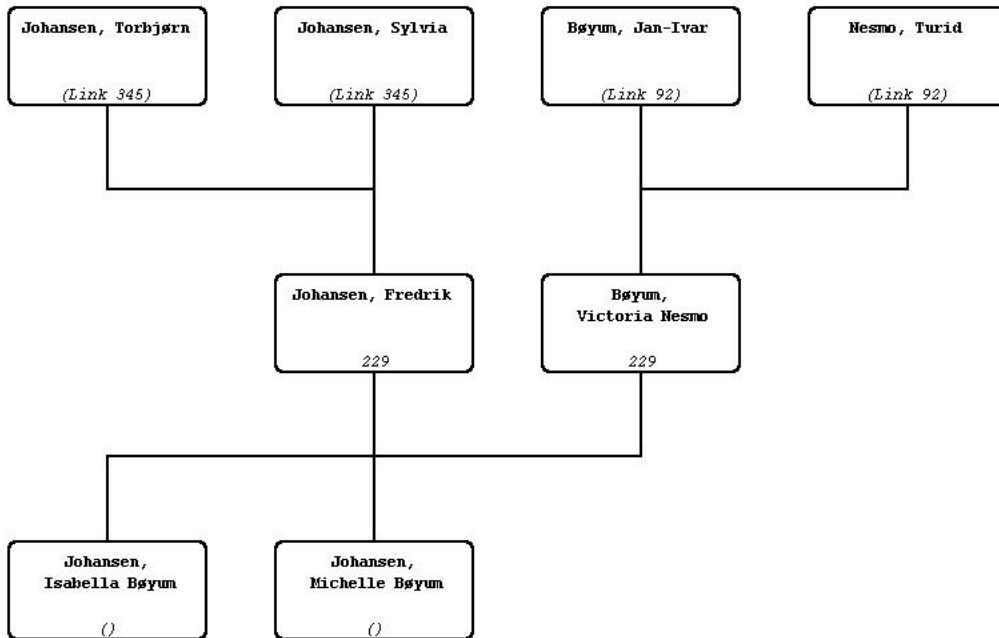 Johansen, Torbjørn
(Link 345)
Johansen, Sylvia
(Link 345)
Bøyum, Jan-Ivar
(Link 92)
Nesmo, Turid
(Link 92)
Johansen, Fredrik
229
Bøyum,
Victoria Nesmo
229
Johansen,
Isabella Bøyum
()
Johansen,
Michelle Bøyum
()